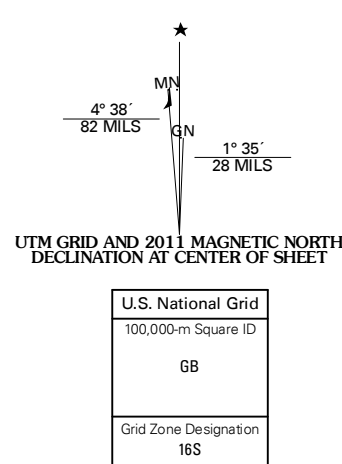 ★
MN
4° 38´
82 MILS
GN
1° 35´
28 MILS
UTM GRID AND 2011 MAGNETIC NORTH
DECLINATION AT CENTER OF SHEET
U.S. National Grid
100,000-m Square ID
GB
Grid Zone Designation
16S